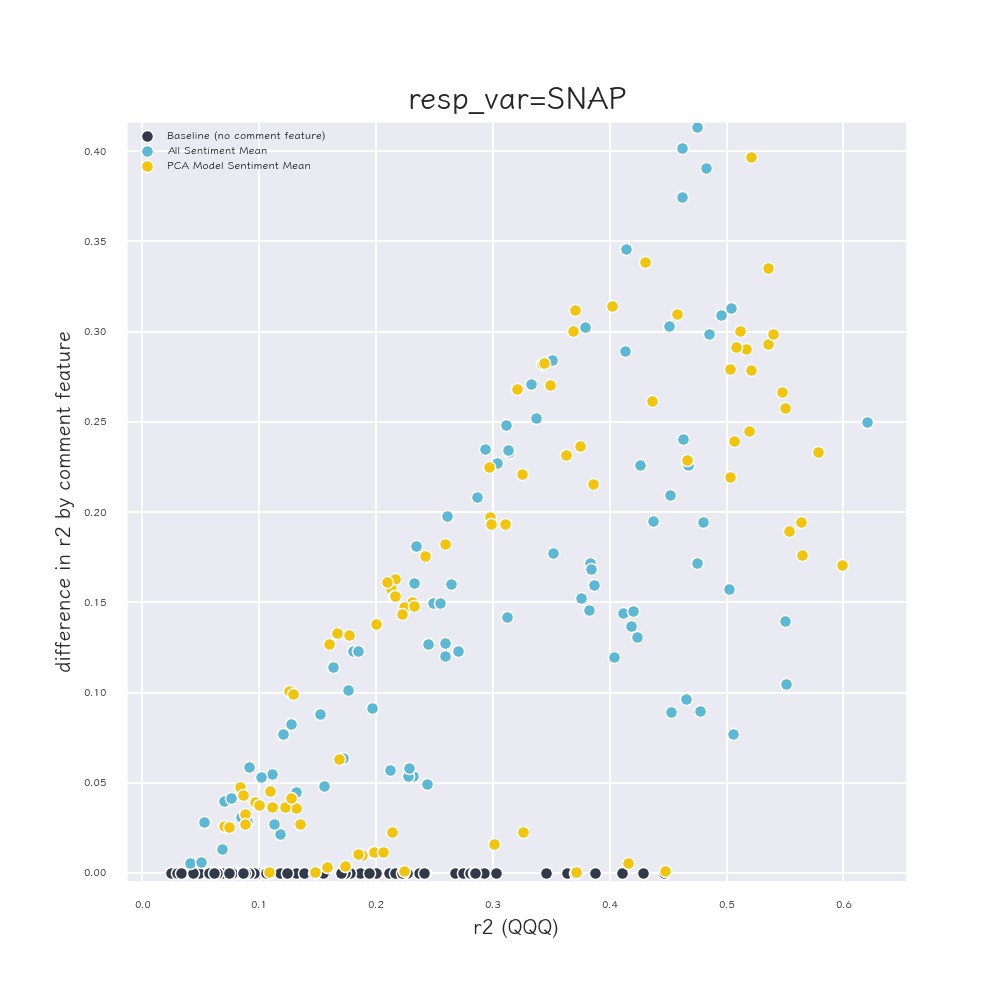 resp_var=SNAP
Baseline (no comment feature)
All Sentiment Mean
PCA Model Sentiment Mean
difference in r2 by comment feature
0.40
0.35
0.30
0.25
0.20
0.15
0.10
0.05
0.00
0.0 0.1 0.2 0.3 0.4 0.5 0.6
r2 (QQQ)